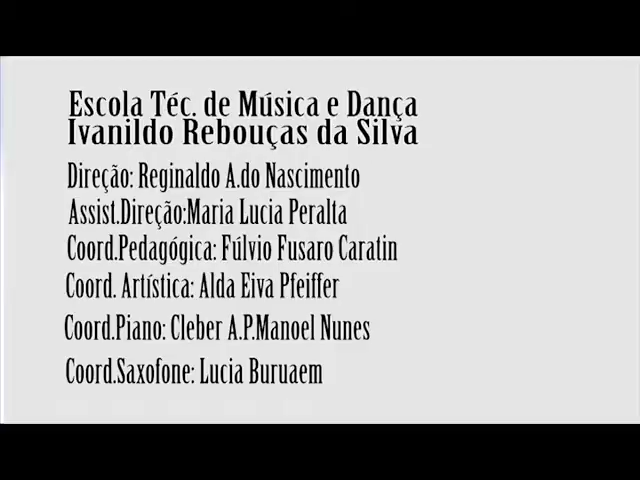 Escola Téc. de Música e Dança
Ivanildo Rebouças da Silva
Direção: Reginaldo A.do Nascimento
Assist.Direção:Maria Lucia Peralta
Coord.Pedagógica: Fúlvio Fusaro Caratin
Coord. Artística: Alda Eiva Pfeiffer
Coord.Piano: Cleber A.P.Manoel Nunes
Coord.Saxofone: Lucia Buruaem